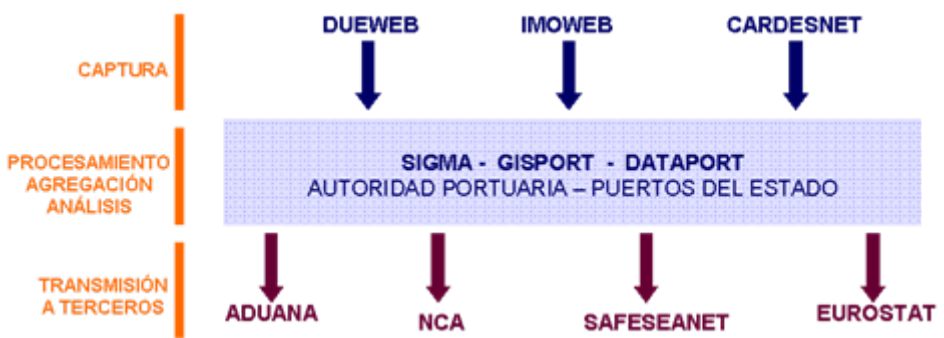 DUEWEB IMOWEB CARDESNET
CAPTURA
PROCESAMIENTO
AGREGACIÓN
ANÁLISIS
SIGMA - GISPORT - DATAPORT
AUTORIDAD PORTUARIA – PUERTOS DEL ESTADO
TRANSMISIÓN
A TERCEROS
ADUANA NCA SAFESEANET EUROSTAT